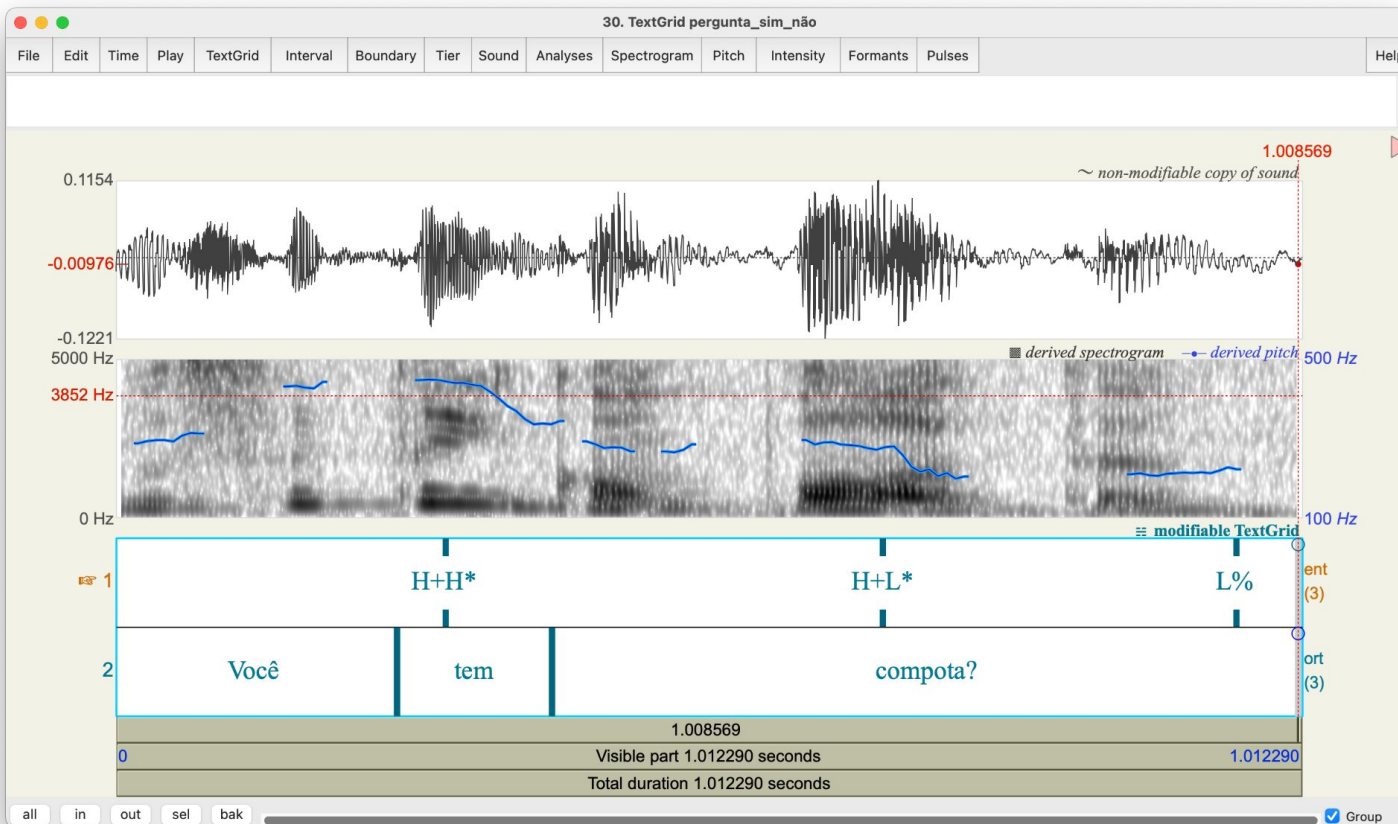 30. TextGrid pergunta_sim_não
File Edit Time Play TextGrid Interval Boundary Tier Sound Analyses Spectrogram Pitch Intensity Formants Pulses Help
1.008569
~ non-modifiable copy of sound
0.1154
-0.00976
-0.1221
5000 Hz
derived spectrogram derived pitch
500 Hz
3852 Hz
0 Hz
100 Hz
modifiable TextGrid
1 H+H* H+L* L% ent
(3)
2 Você tem compota? ort
(3)
1.008569
0 Visible part 1.012290 seconds 1.012290
Total duration 1.012290 seconds
all in out sel bak Group